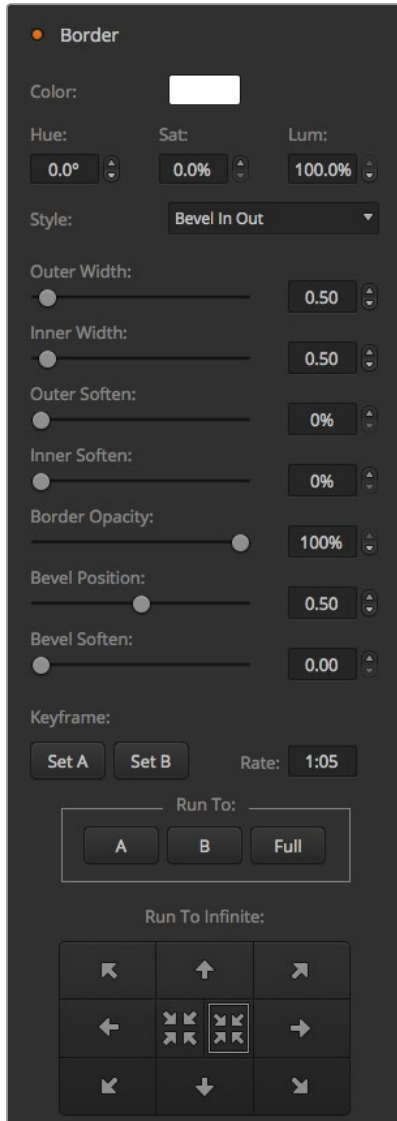 Border
Color:
Hue: Sat: Lum:
0.0° 0.0% 100.0%
Style: Bevel In Out
Outer Width:
0.50
Inner Width:
0.50
Outer Soften:
0%
Inner Soften:
0%
Border Opacity:
100%
Bevel Position:
0.50
Bevel Soften:
0.00
Keyframe:
Set A Set B Rate: 1:05
Run To:
A B Full
Run To Infinite: